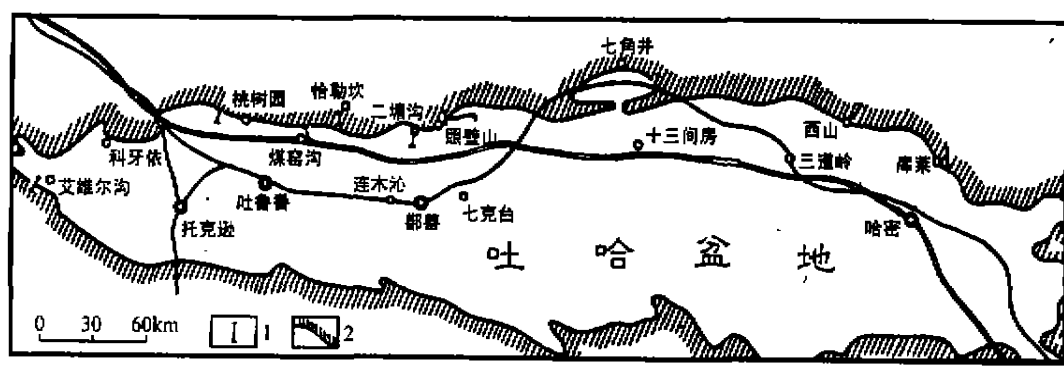 七角井
桃树园
恰勒坎
二塘沟
照壁山
十三间房
西山
科牙依
煤窑沟
三道岭
库莱
艾维尔沟
吐鲁番
连木沁
鄯善
七克台
托克逊
哈密
吐哈盆地
0 30 60km
1
2